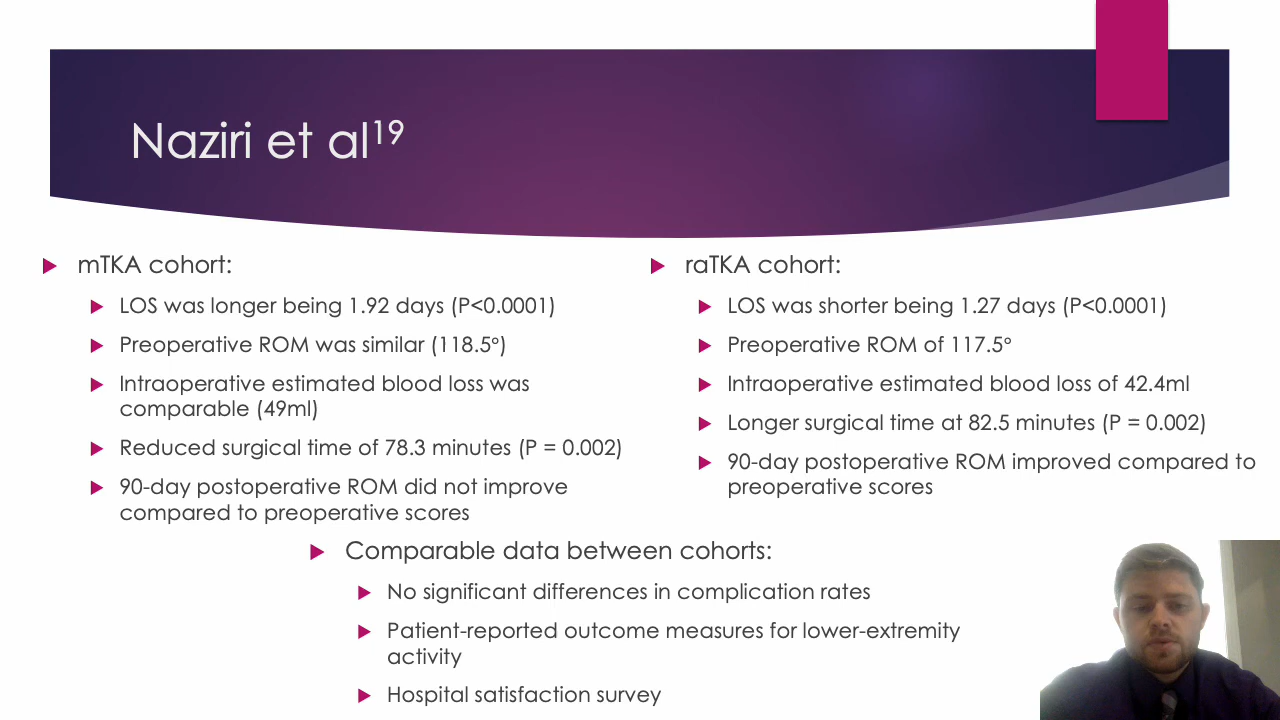 Naziri et al19
mTKA cohort:
LOS was longer being 1.92 days (P<0.0001)
Preoperative ROM was similar (118.5°)
Intraoperative estimated blood loss was
comparable (49ml)
Reduced surgical time of 78.3 minutes (P = 0.002)
90-day postoperative ROM did not improve
compared to preoperative scores
raTKA cohort:
LOS was shorter being 1.27 days (P<0.0001)
Preoperative ROM of 117.5°
Intraoperative estimated blood loss of 42.4ml
Longer surgical time at 82.5 minutes (P = 0.002)
90-day postoperative ROM improved compared to
preoperative scores
Comparable data between cohorts:
No significant differences in complication rates
Patient-reported outcome measures for lower-extremity
activity
Hospital satisfaction survey